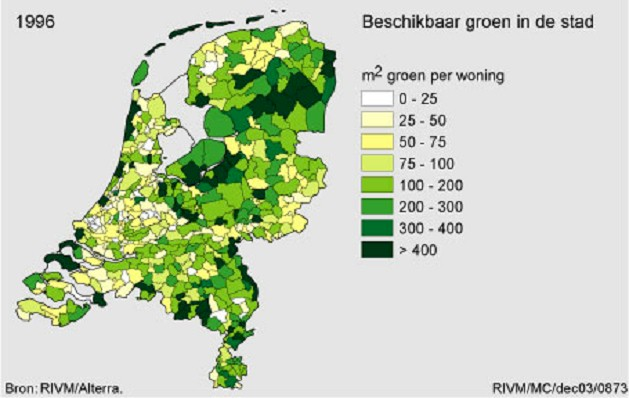 1996
Beschikbaar groen in de stad
m² groen per woning
0 - 25
25 - 50
50 - 75
75 - 100
100 - 200
200 - 300
300 - 400
> 400
Bron: RIVM/Alterra.
RIVM/MC/dec03/0873